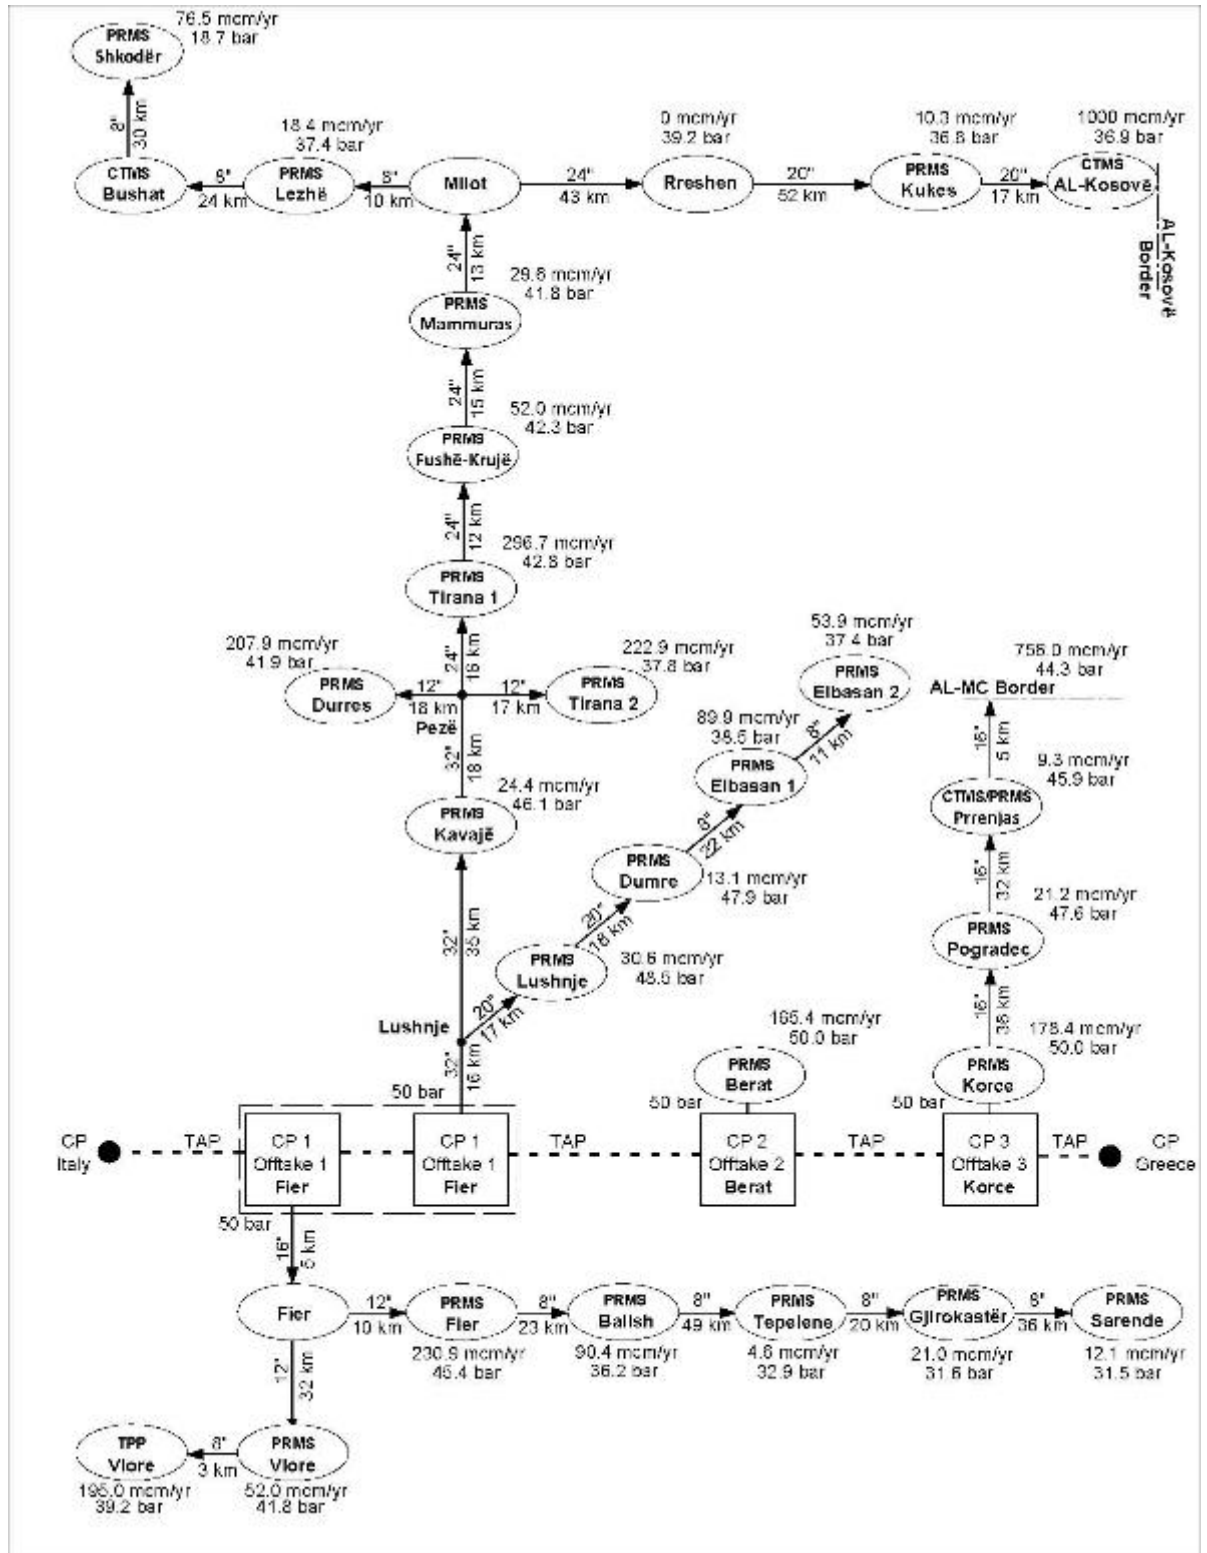 76.5 mcm/yr
18.7 bar
PRMS
Shkodër
8"
30 km
CTMS
Bushat
8"
24 km
18.4 mcm/yr
37.4 bar
PRMS
Lezhë
8"
10 km
Milot
24"
43 km
0 mcm/yr
39.2 bar
Rreshen
20"
52 km
10.3 mcm/yr
36.8 bar
PRMS
Kukes
20"
17 km
1000 mcm/yr
36.9 bar
CTMS
AL-Kosovë
AL-Kosovë
Border
24"
13 km
29.8 mcm/yr
41.8 bar
PRMS
Mammuras
24"
15 km
52.0 mcm/yr
42.3 bar
PRMS
Fushë-Krujë
24"
12 km
296.7 mcm/yr
42.8 bar
PRMS
Tirana 1
24"
16 km
207.9 mcm/yr
41.9 bar
PRMS
Durres
12"
18 km
Pezë
12"
17 km
222.9 mcm/yr
37.8 bar
PRMS
Tirana 2
32"
18 km
24.4 mcm/yr
46.1 bar
PRMS
Kavajë
32"
35 km
53.9 mcm/yr
37.4 bar
PRMS
Elbasan 2
8"
11 km
89.9 mcm/yr
38.5 bar
PRMS
Elbasan 1
8"
22 km
PRMS
Dumre
13.1 mcm/yr
47.9 bar
20"
18 km
PRMS
Lushnje
30.6 mcm/yr
48.5 bar
20"
17 km
Lushnje
32"
16 km
50 bar
756.0 mcm/yr
44.3 bar
AL-MC Border
16"
5 km
9.3 mcm/yr
45.9 bar
CTMS/PRMS
Prrenjas
16"
32 km
21.2 mcm/yr
47.6 bar
PRMS
Pogradec
16"
36 km
178.4 mcm/yr
50.0 bar
PRMS
Korce
50 bar
165.4 mcm/yr
50.0 bar
PRMS
Berat
50 bar
CP
Italy
TAP
CP 1
Offtake 1
Fier
CP 1
Offtake 1
Fier
TAP
CP 2
Offtake 2
Berat
TAP
CP 3
Offtake 3
Korce
TAP
CP
Greece
50 bar
16"
5 km
Fier
12"
10 km
PRMS
Fier
230.9 mcm/yr
45.4 bar
8"
23 km
PRMS
Ballsh
90.4 mcm/yr
36.2 bar
8"
49 km
PRMS
Tepelene
4.6 mcm/yr
32.9 bar
8"
20 km
PRMS
Gjirokastër
21.0 mcm/yr
31.6 bar
6"
36 km
PRMS
Sarende
12.1 mcm/yr
31.5 bar
12"
32 km
PRMS
Vlore
52.0 mcm/yr
41.8 bar
8"
3 km
TPP
Vlore
195.0 mcm/yr
39.2 bar